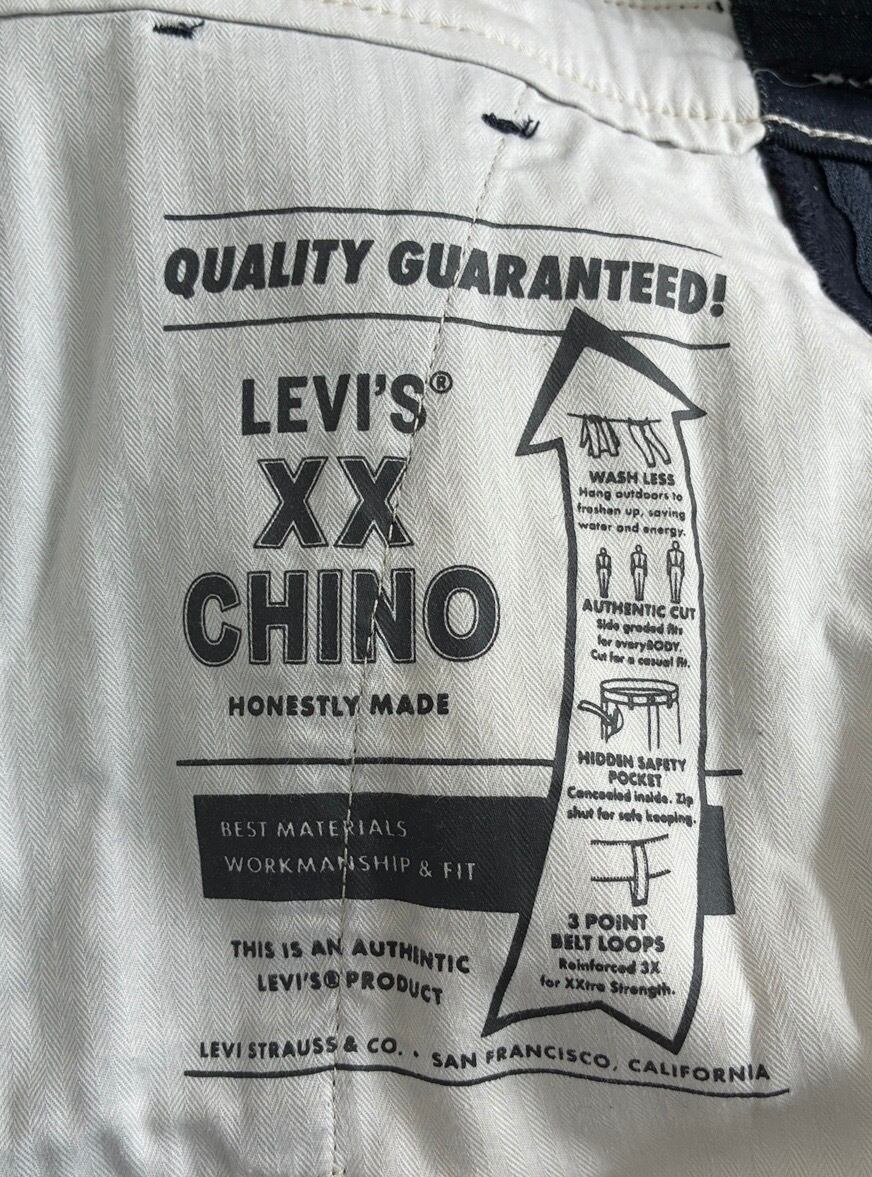 QUALITY GUARANTEED!
LEVI'S®
XX
CHINO
HONESTLY MADE
BEST MATERIALS
WORKMANSHIP & FIT
THIS IS AN AUTHENTIC
LEVI'S® PRODUCT
LEVI STRAUSS & CO. • SAN FRANCISCO, CALIFORNIA
WASH LESS
Hang outdoors to
freshen up, saving
water and energy.
AUTHENTIC CUT
Side graded fits
for everyBODY.
Cut for a casual fit.
HIDDEN SAFETY
POCKET
Concealed inside. Zip
shut for safe keeping.
3 POiNT
BELT LOOPS
Reinforced 3X
for XXtra Strength.